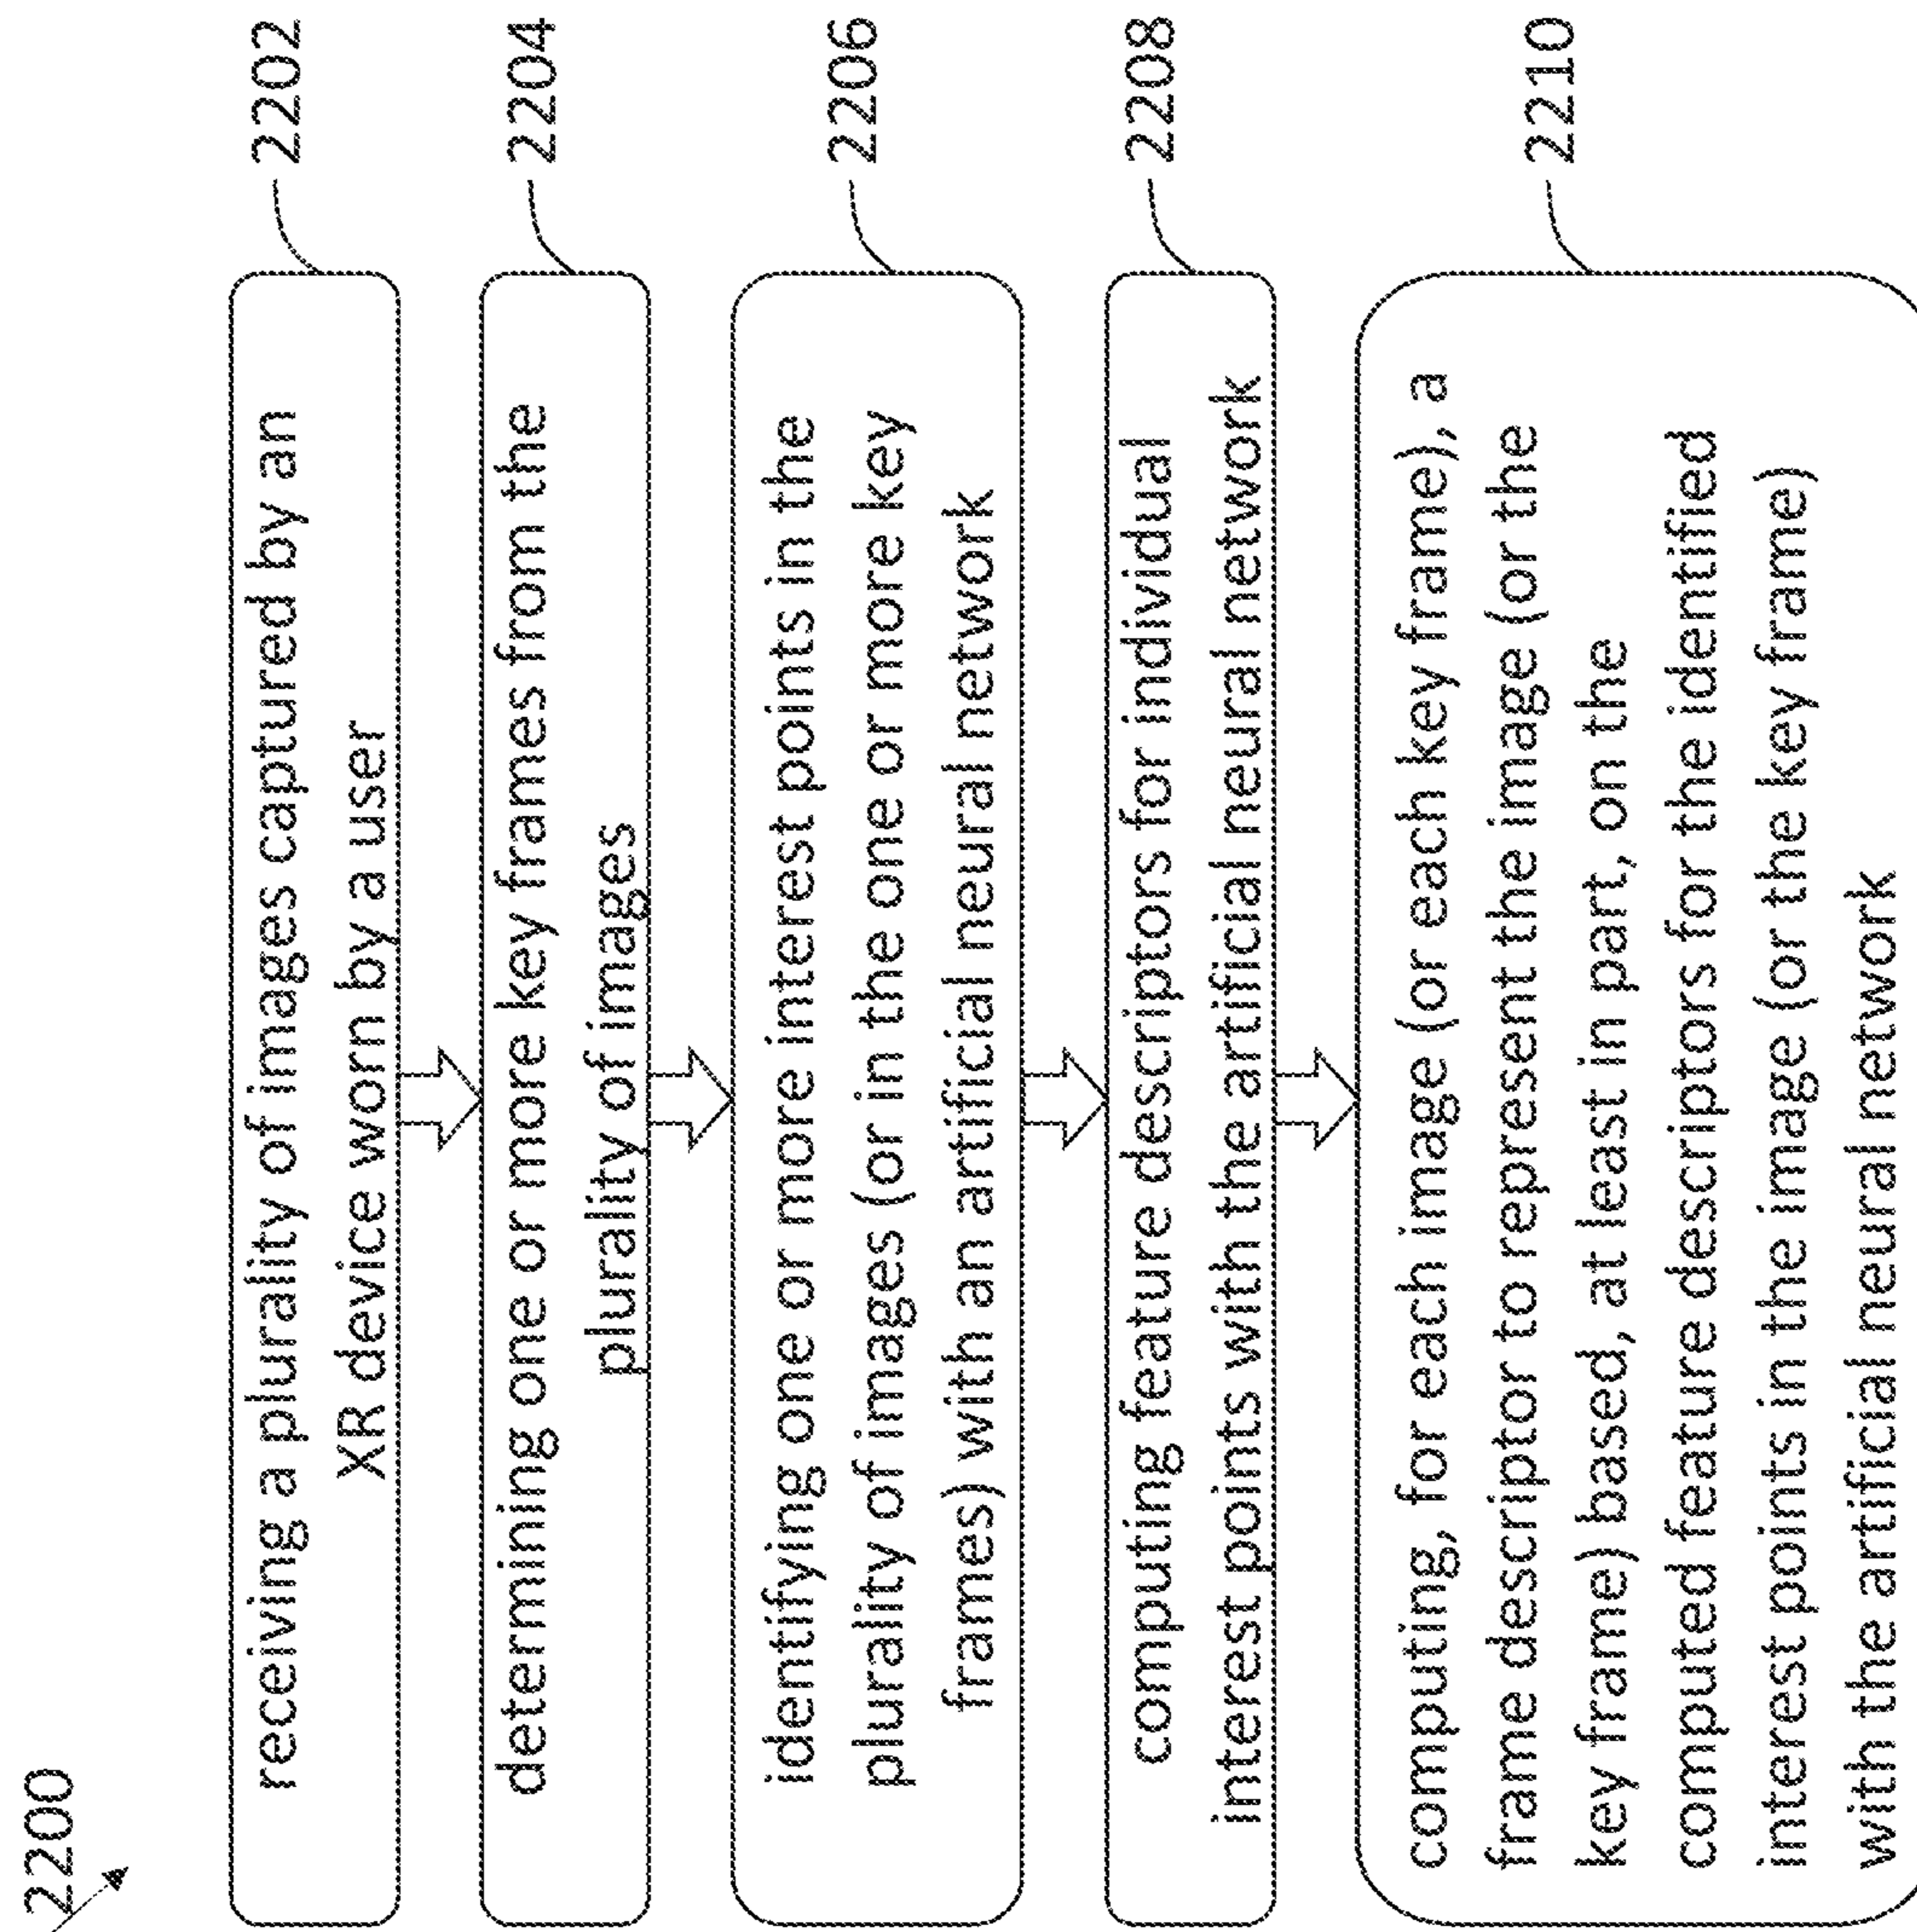 2200
receiving a plurality of images captured by an
XR device worn by a user
2202
determining one or more key frames from the
plurality of images
2204
identifying one or more interest points in the
plurality of images (or in the one or more key
frames) with an artificial neural network
2206
computing feature descriptors for individual
interest points with the artificial neural network
2208
computing, for each image (or each key frame), a
frame descriptor to represent the image (or the
key frame) based, at least in part, on the
computed feature descriptors for the identified
interest points in the image (or the key frame)
with the artificial neural network
2210